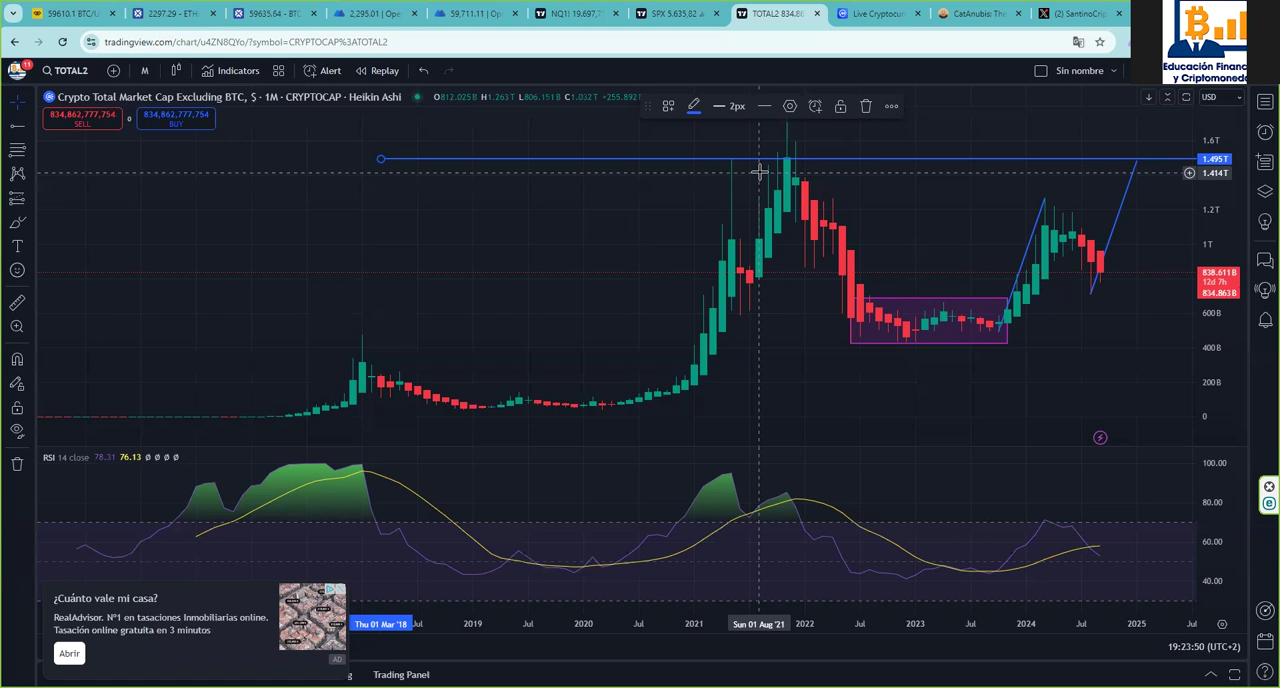 59610.1 BTC/U
2297.29 - ETH
59635.64 - BTC
2,295.01 | Ope
59,711.11 | Op
NQ1! 19.697,7
SPX 5.635,82
TOTAL2 834.86
Live Cryptocur
CatAnubis: The
(2) SantinoCrip
tradingview.com/chart/u4ZN8QYo/?symbol=CRYPTOCAP%3ATOTAL2
Educación Financ
y Criptomoneda
11
TOTAL2
M
Indicators
Alert
Replay
Sin nombre
Crypto Total Market Cap Excluding BTC, $ · 1M · CRYPTOCAP · Heikin Ashi
O812.025B H1.263T L806.151B C1.032T +255.892
2px
USD
834,862,777,754
SELL
0
834,862,777,754
BUY
1.6T
1.495T
1.414T
1.2T
1T
838.611B
12d 7h
834.863B
600B
400B
200B
0
RSI 14 close 78.31 76.13 Ø Ø Ø Ø
100.00
80.00
60.00
40.00
¿Cuánto vale mi casa?
RealAdvisor. Nº1 en tasaciones Inmobiliarias online.
Tasación online gratuita en 3 minutos
Abrir
AD
Thu 01 Mar '18
Jul
2019
Jul
2020
Jul
2021
Sun 01 Aug '21
2022
Jul
2023
Jul
2024
Jul
2025
Jul
19:23:50 (UTC+2)
Trading Panel